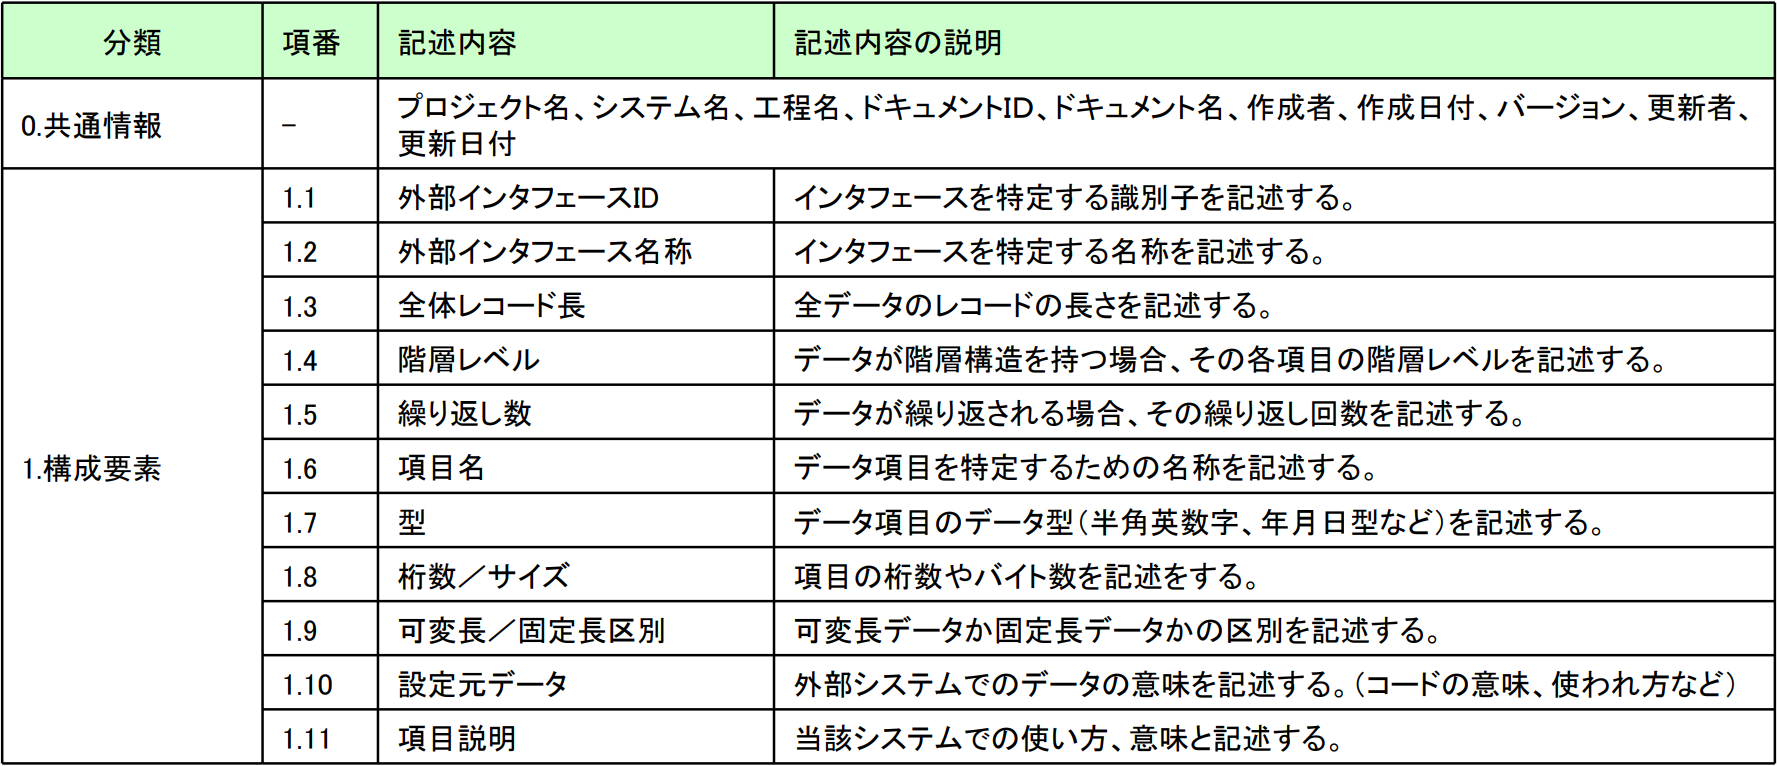 分類 項番 記述内容 記述内容の説明
0.共通情報 － プロジェクト名、システム名、工程名、ドキュメントID、ドキュメント名、作成者、作成日付、バージョン、更新者、
更新日付
1.構成要素
1.1 外部インタフェースID インタフェースを特定する識別子を記述する。
1.2 外部インタフェース名称 インタフェースを特定する名称を記述する。
1.3 全体レコード長 全データのレコードの長さを記述する。
1.4 階層レベル データが階層構造を持つ場合、その各項目の階層レベルを記述する。
1.5 繰り返し数 データが繰り返される場合、その繰り返し回数を記述する。
1.6 項目名 データ項目を特定するための名称を記述する。
1.7 型 データ項目のデータ型（半角英数字、年月日型など）を記述する。
1.8 桁数／サイズ 項目の桁数やバイト数を記述をする。
1.9 可変長／固定長区別 可変長データか固定長データかの区別を記述する。
1.10 設定元データ 外部システムでのデータの意味を記述する。（コードの意味、使われ方など）
1.11 項目説明 当該システムでの使い方、意味と記述する。